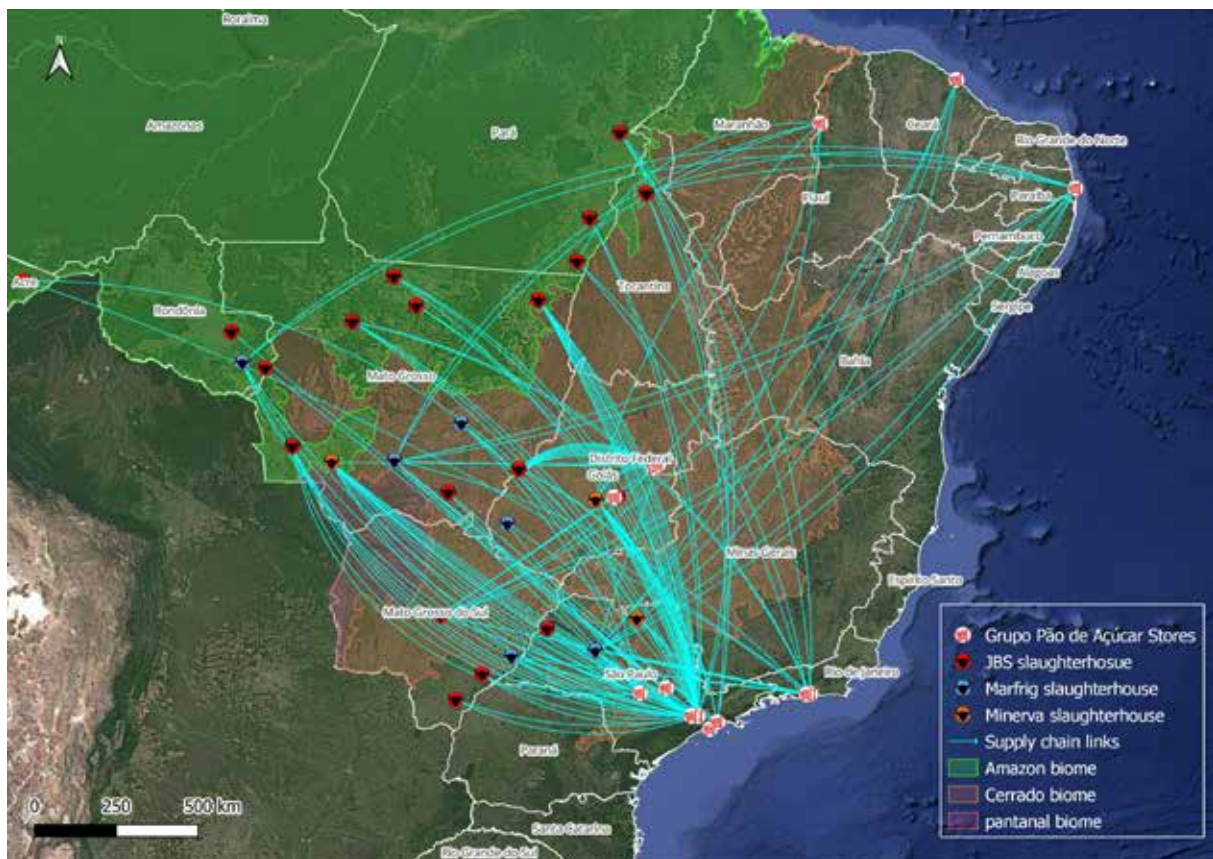 Roraima
N
Amazonas
Pará
Maranhão
Ceará
Rio Grande do Norte
Paraíba
Piauí
Pernambuco
Alagoas
Sergipe
Acre
Rondônia
Tocantins
Bahia
Mato Grosso
Distrito Federal
Goiás
Minas Gerais
Espírito Santo
Mato Grosso do Sul
São Paulo
Rio de Janeiro
Paraná
Santa Catarina
Rio Grande do Sul
0 250 500 km
Grupo Pão de Açúcar Stores
JBS slaughterhosue
Marfrig slaughterhouse
Minerva slaughterhouse
Supply chain links
Amazon biome
Cerrado biome
pantanal biome